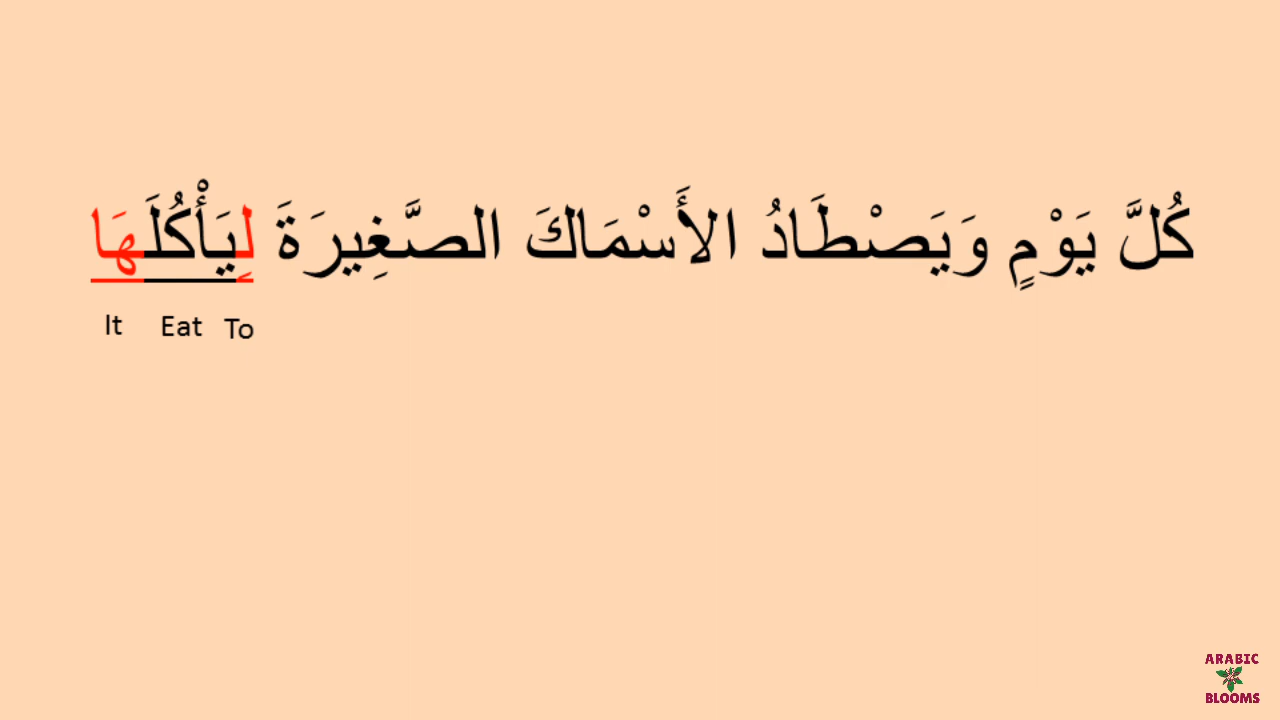 كُلَّ يَوْمٍ وَيَصْطَادُ الأَسْمَاكَ الصَّغِيرَةَ لِيَأْكُلَهَا
It Eat To
ARABIC
BLOOMS